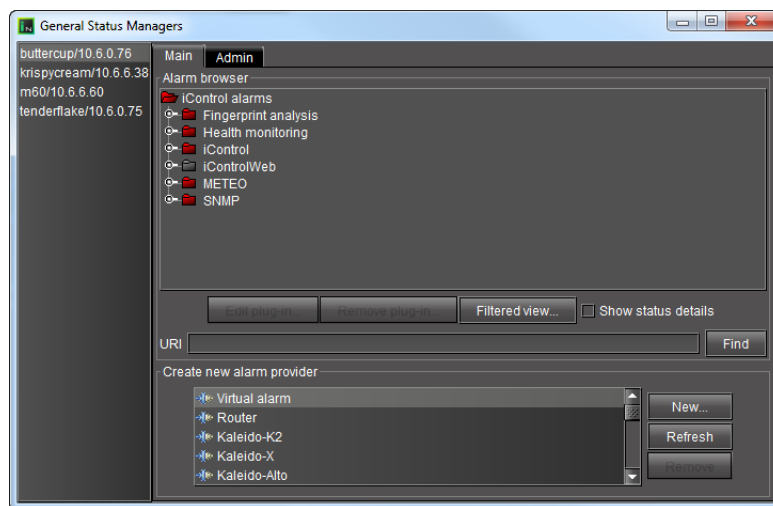 General Status Managers
buttercup/10.6.0.76
krispycream/10.6.6.38
m60/10.6.6.60
tenderflake/10.6.0.75
Main
Admin
Alarm browser
iControl alarms
Fingerprint analysis
Health monitoring
iControl
iControlWeb
METEO
SNMP
Edit plug-in...
Remove plug-in...
Filtered view...
Show status details
URI
Find
Create new alarm provider
Virtual alarm
Router
Kaleido-K2
Kaleido-X
Kaleido-Alto
New...
Refresh
Remove